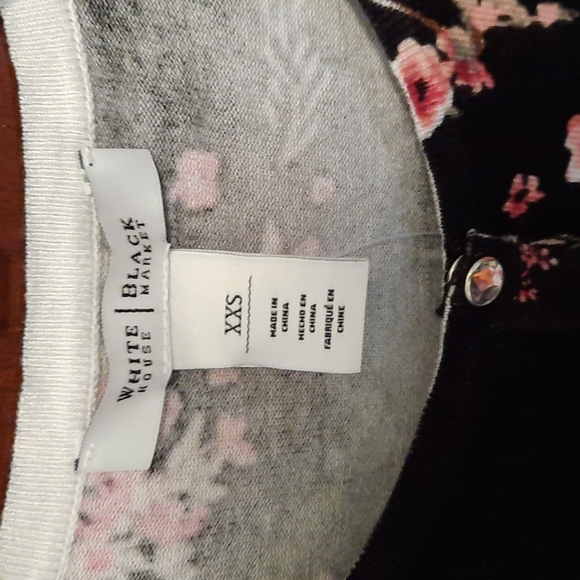 WHITE | BLACK
HOUSE | MARKET
XXS
MADE IN
CHINA
HECHO EN
CHINA
FABRIQUÉ EN
CHINE